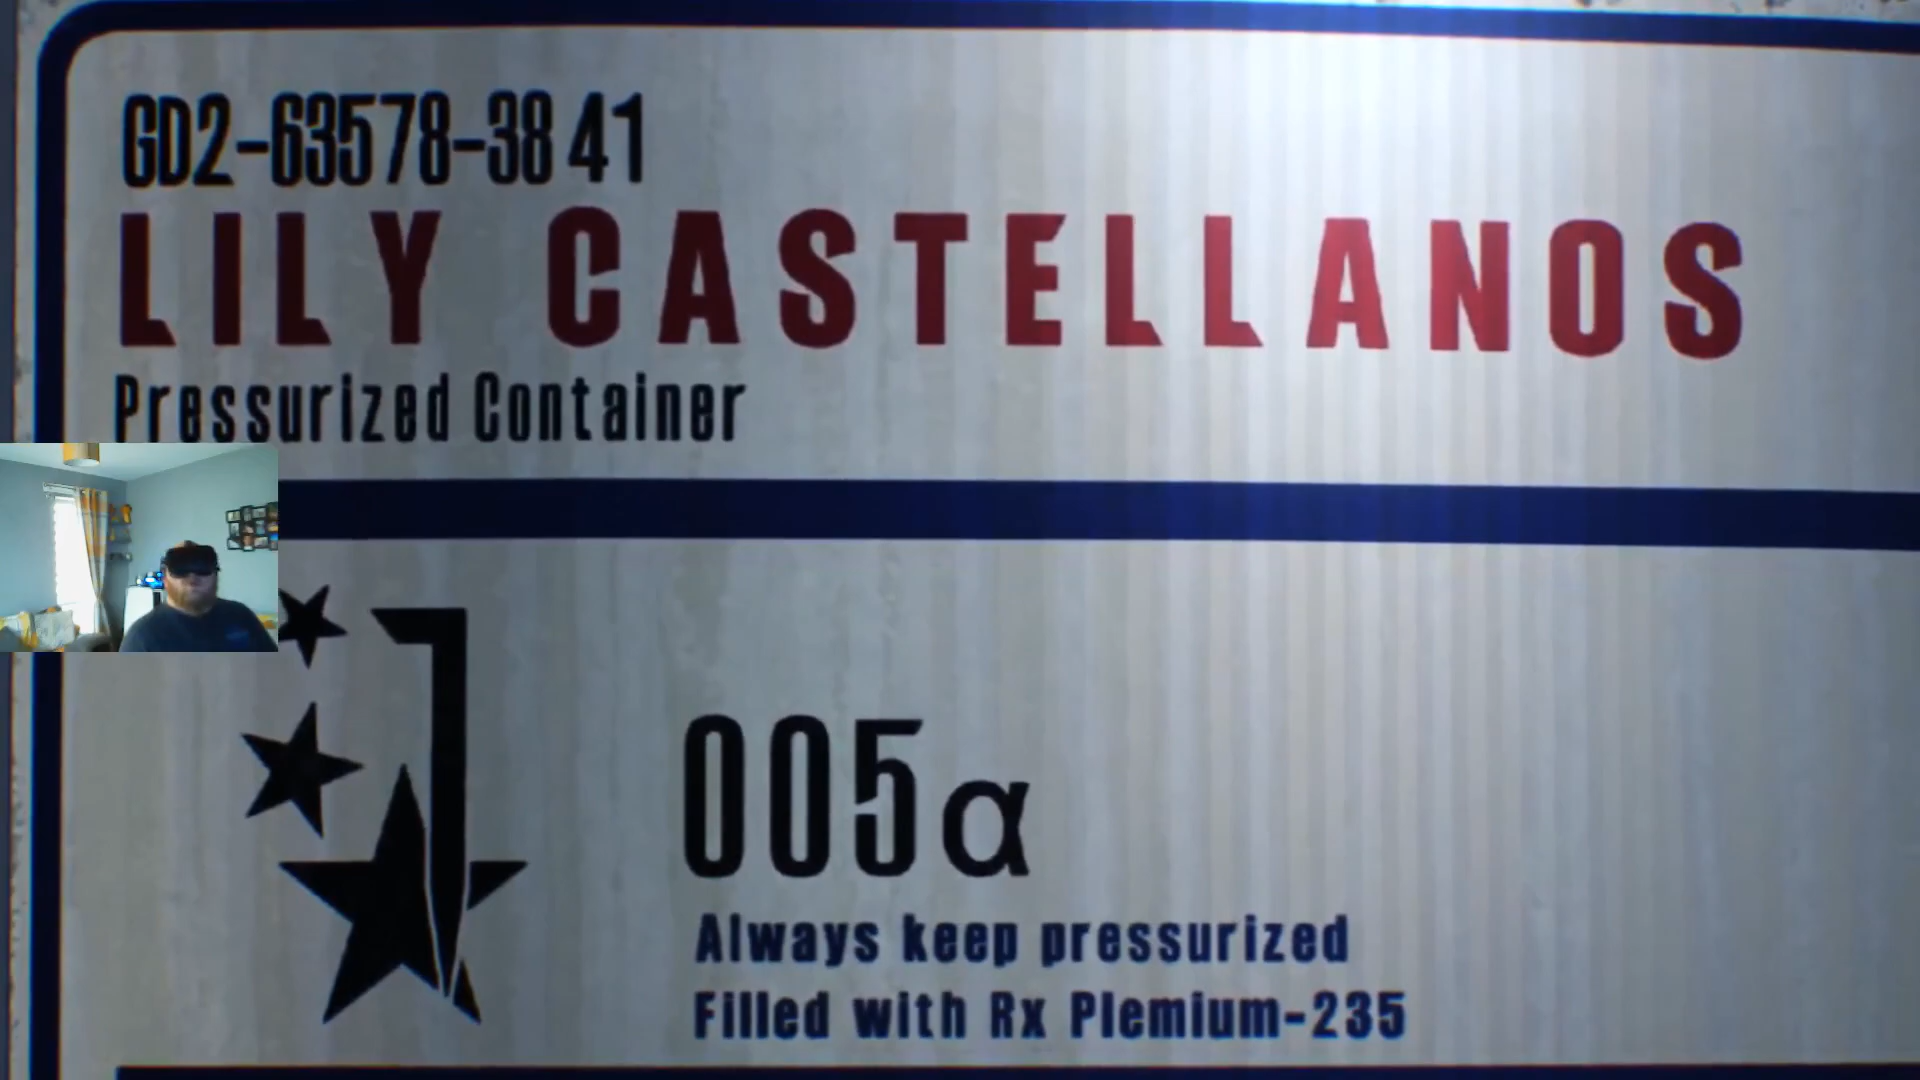 GD2-63578-38 41
LILY CASTELLANOS
Pressurized Container
005α
Always keep pressurized
Filled with Rx Plemium-235